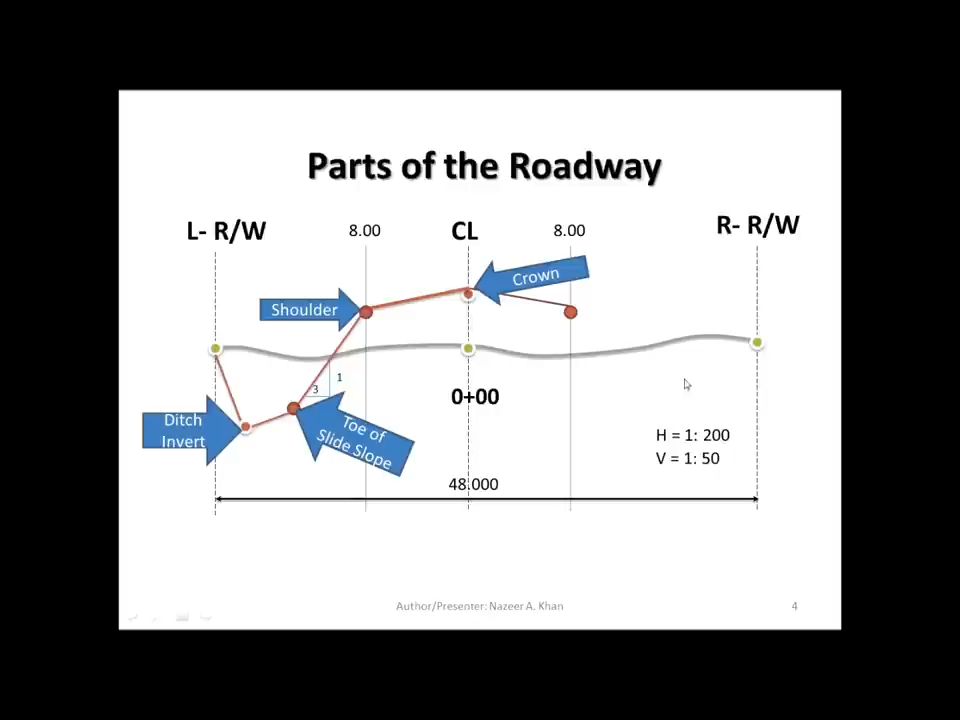 Parts of the Roadway
L- R/W
8.00
CL
8.00
R- R/W
Crown
Shoulder
1
3
0+00
Ditch
Invert
Toe of
Slide Slope
H = 1: 200
V = 1: 50
48.000
Author/Presenter: Nazeer A. Khan
4